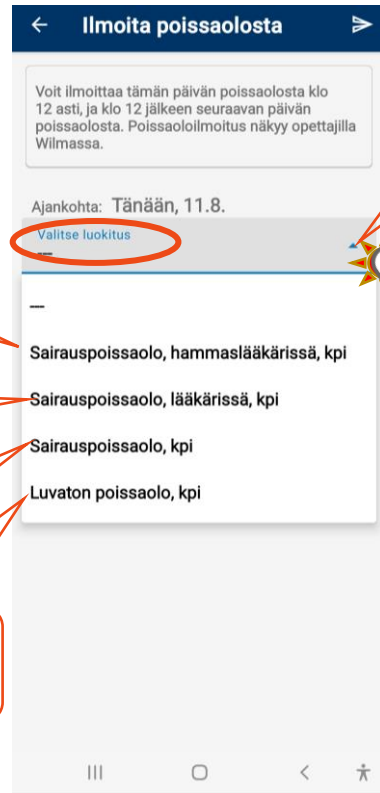 Ilmoita poissaolosta
Voit ilmoittaa tämän päivän poissaolosta klo
12 asti, ja klo 12 jälkeen seuraavan päivän
poissaolosta. Poissaoloilmoitus näkyy opettajilla
Wilmassa.
Ajankohta: Tänään, 11.8.
Valitse luokitus
---
---
Sairauspoissaolo, hammaslääkärissä, kpi
Sairauspoissaolo, lääkärissä, kpi
Sairauspoissaolo, kpi
Luvaton poissaolo, kpi